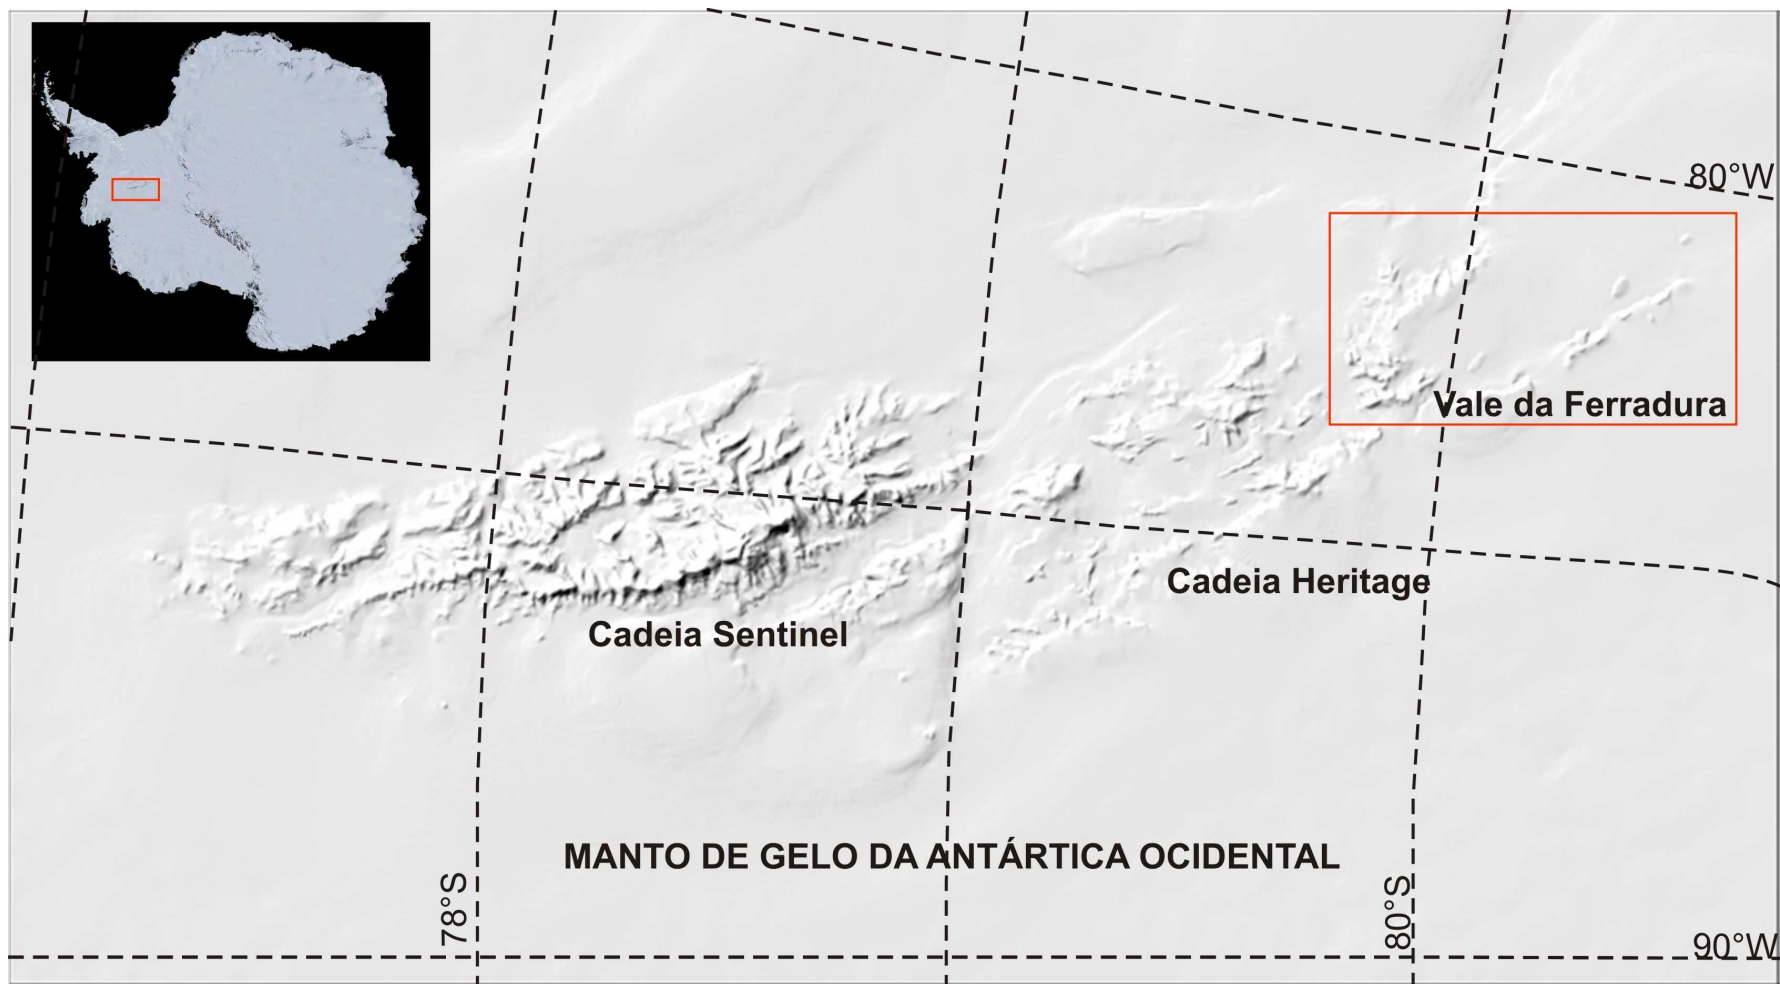 80°W
Vale da Ferradura
Cadeia Heritage
Cadeia Sentinel
MANTO DE GELO DA ANTÁRTICA OCIDENTAL
78°S
80°S
90°W